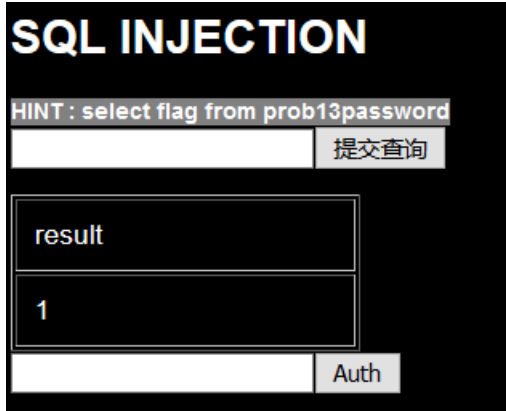 SQL INJECTION
HINT : select flag from prob13password
提交查询
result
1
Auth